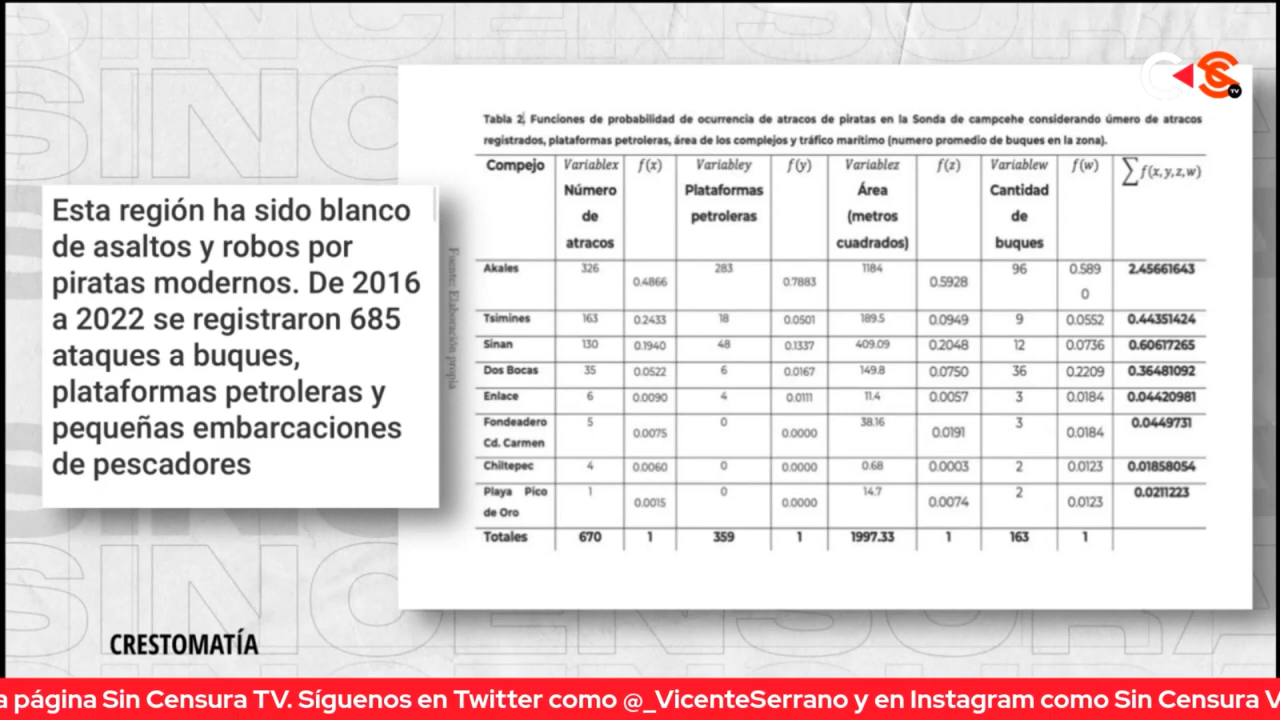 SINCENSURA
TV
Esta región ha sido blanco
de asaltos y robos por
piratas modernos. De 2016
a 2022 se registraron 685
ataques a buques,
plataformas petroleras y
pequeñas embarcaciones
de pescadores
Fuente: Elaboración propia
Tabla 2. Funciones de probabilidad de ocurrencia de atracos de piratas en la Sonda de campcehe considerando úmero de atracos
registrados, plataformas petroleras, área de los complejos y tráfico marítimo (numero promedio de buques en la zona).
Compejo Variablex f(x) Variabley f(y) Variablez f(z) Variablew f(w) ∑f(x,y,z,w)
Número Plataformas Área Cantidad
de petroleras (metros de
atracos cuadrados) buques
Akales 326 0.4866 283 0.7883 1184 0.5928 96 0.589 2.45661643
0
Tsimines 163 0.2433 18 0.0501 189.5 0.0949 9 0.0552 0.44351424
Sinan 130 0.1940 48 0.1337 409.09 0.2048 12 0.0736 0.60617265
Dos Bocas 35 0.0522 6 0.0167 149.8 0.0750 36 0.2209 0.36481092
Enlace 6 0.0090 4 0.0111 11.4 0.0057 3 0.0184 0.04420981
Fondeadero 5 0.0075 0 0.0000 38.16 0.0191 3 0.0184 0.0449731
Cd. Carmen
Chiltepec 4 0.0060 0 0.0000 0.68 0.0003 2 0.0123 0.01858054
Playa Pico 1 0.0015 0 0.0000 14.7 0.0074 2 0.0123 0.0211223
de Oro
Totales 670 1 359 1 1997.33 1 163 1
CRESTOMATÍA
a página Sin Censura TV. Síguenos en Twitter como @_VicenteSerrano y en Instagram como Sin Censura V